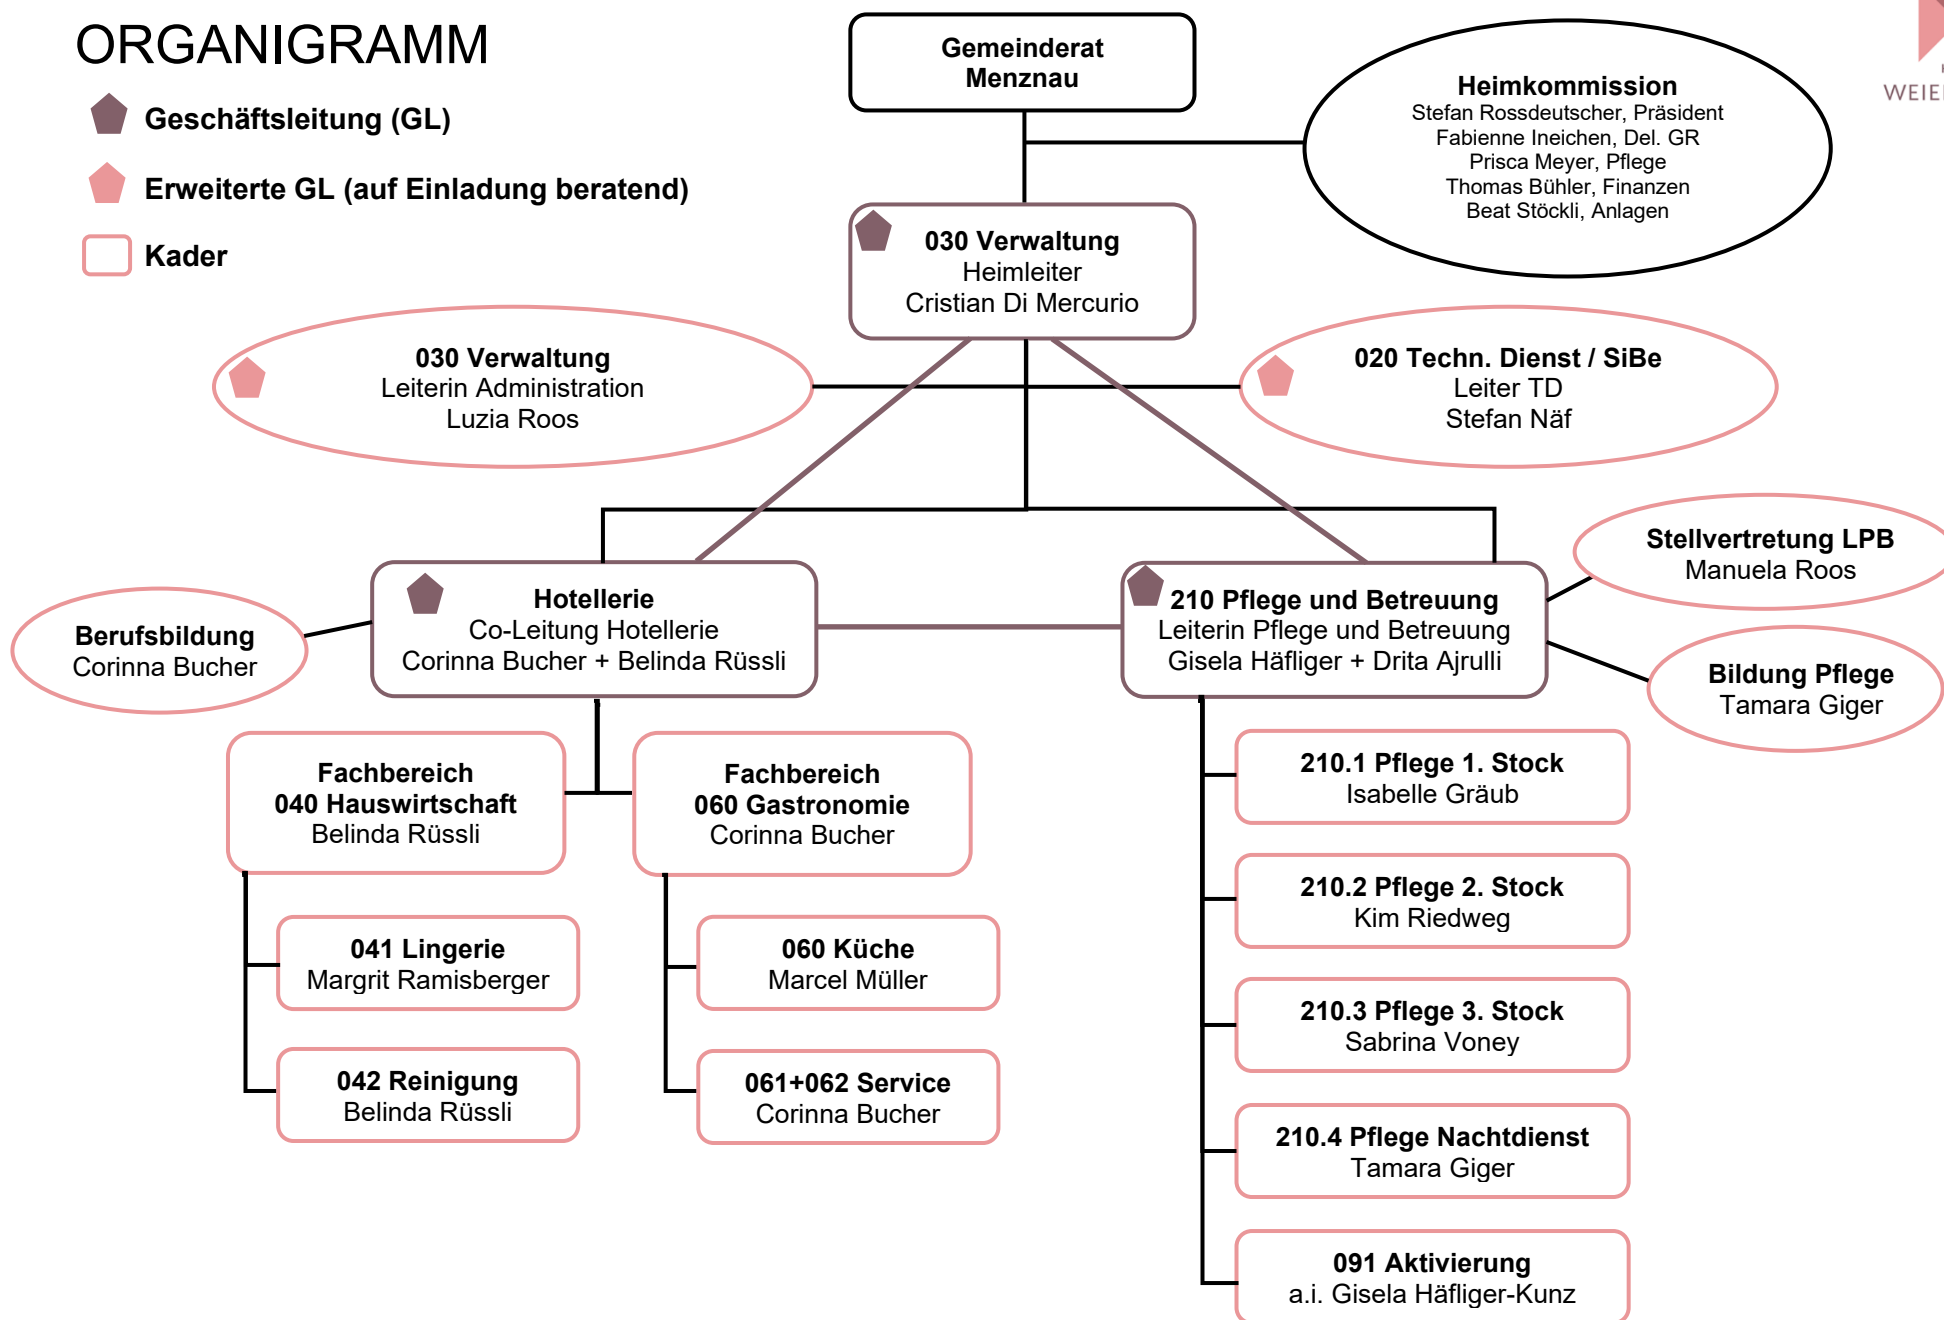 ORGANIGRAMM
Geschäftsleitung (GL)
Erweiterte GL (auf Einladung beratend)
Kader
Gemeinderat
Menznau
Heimkommission
Stefan Rossdeutscher, Präsident
Fabienne Ineichen, Del. GR
Prisca Meyer, Pflege
Thomas Bühler, Finanzen
Beat Stöckli, Anlagen
030 Verwaltung
Heimleiter
Cristian Di Mercurio
030 Verwaltung
Leiterin Administration
Luzia Roos
020 Techn. Dienst / SiBe
Leiter TD
Stefan Näf
Berufsbildung
Corinna Bucher
Hotellerie
Co-Leitung Hotellerie
Corinna Bucher + Belinda Rüssli
210 Pflege und Betreuung
Leiterin Pflege und Betreuung
Gisela Häfliger + Drita Ajrulli
Stellvertretung LPB
Manuela Roos
Bildung Pflege
Tamara Giger
Fachbereich
040 Hauswirtschaft
Belinda Rüssli
Fachbereich
060 Gastronomie
Corinna Bucher
041 Lingerie
Margrit Ramisberger
042 Reinigung
Belinda Rüssli
060 Küche
Marcel Müller
061+062 Service
Corinna Bucher
210.1 Pflege 1. Stock
Isabelle Gräub
210.2 Pflege 2. Stock
Kim Riedweg
210.3 Pflege 3. Stock
Sabrina Voney
210.4 Pflege Nachtdienst
Tamara Giger
091 Aktivierung
a.i. Gisela Häfliger-Kunz